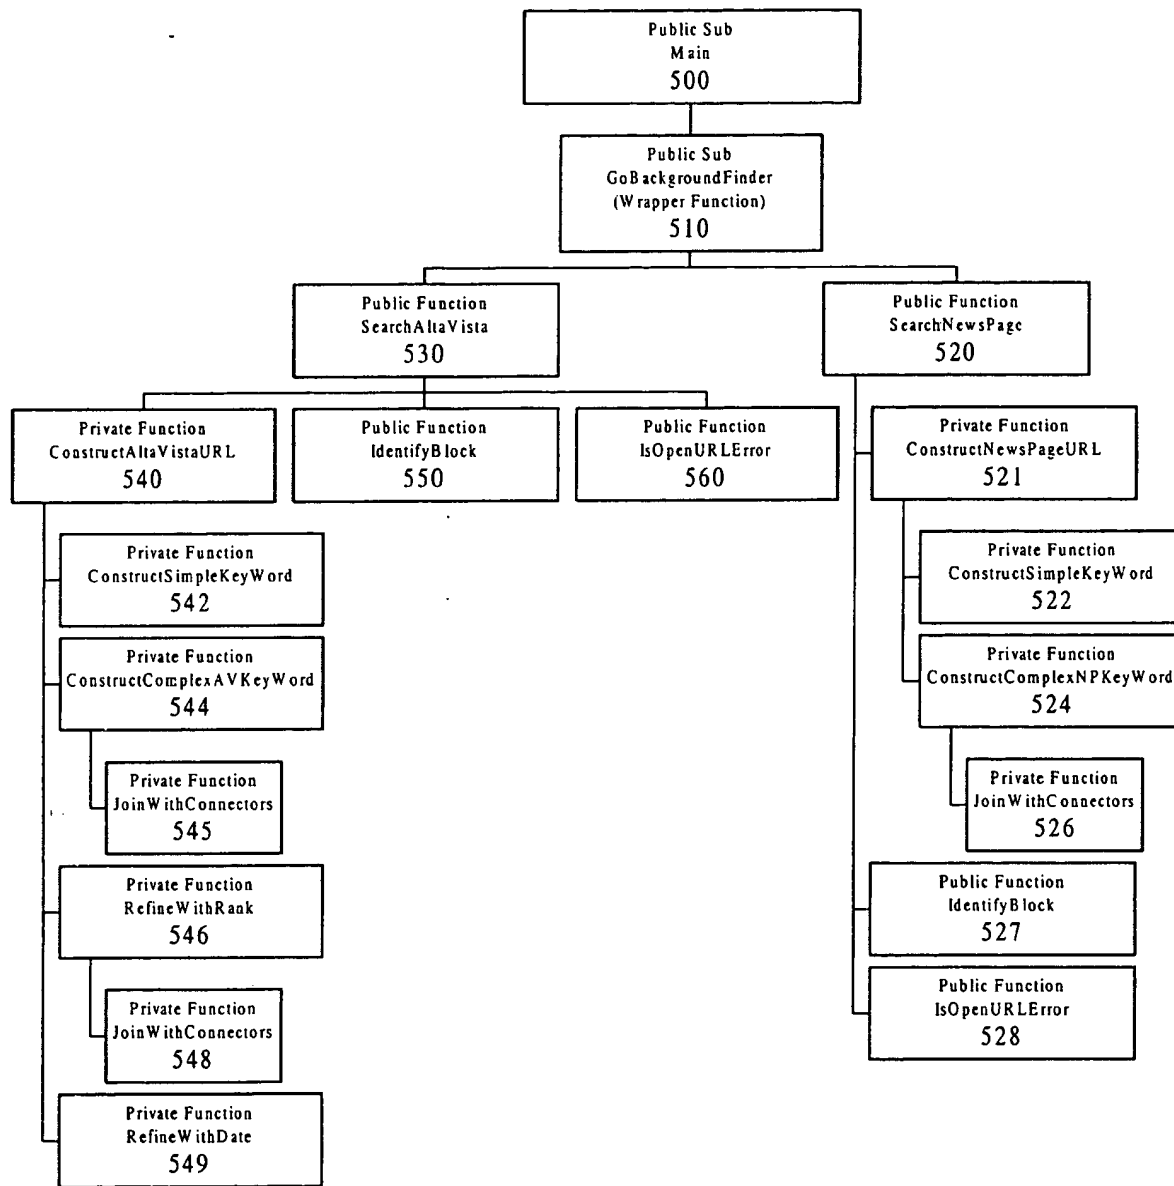 Public Sub
Main
500
Public Sub
GoBackgroundFinder
(Wrapper Function)
510
Public Function
SearchAltaVista
530
Public Function
SearchNewsPage
520
Private Function
ConstructAltaVistaURL
540
Public Function
IdentifyBlock
550
Public Function
IsOpenURLError
560
Private Function
ConstructNewsPageURL
521
Private Function
ConstructSimpleKeyWord
542
Private Function
ConstructSimpleKeyWord
522
Private Function
ConstructComplexAVKeyWord
544
Private Function
ConstructComplexNPKeyWord
524
Private Function
JoinWithConnectors
545
Private Function
JoinWithConnectors
526
Private Function
RefineWithRank
546
Public Function
IdentifyBlock
527
Private Function
JoinWithConnectors
548
Public Function
IsOpenURLError
528
Private Function
RefineWithDate
549